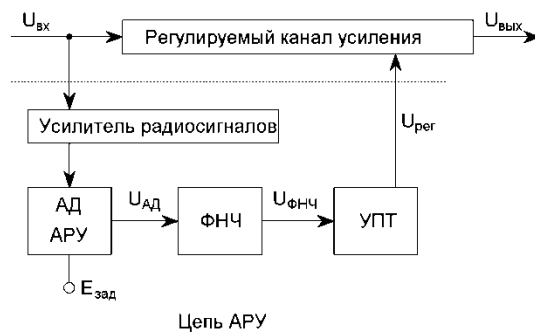 Uвх
Регулируемый канал усиления
Uвых
Усилитель радиосигналов
Uрег
АД
АРУ
UАД
ФНЧ
UФНЧ
УПТ
Eзад
Цепь АРУ